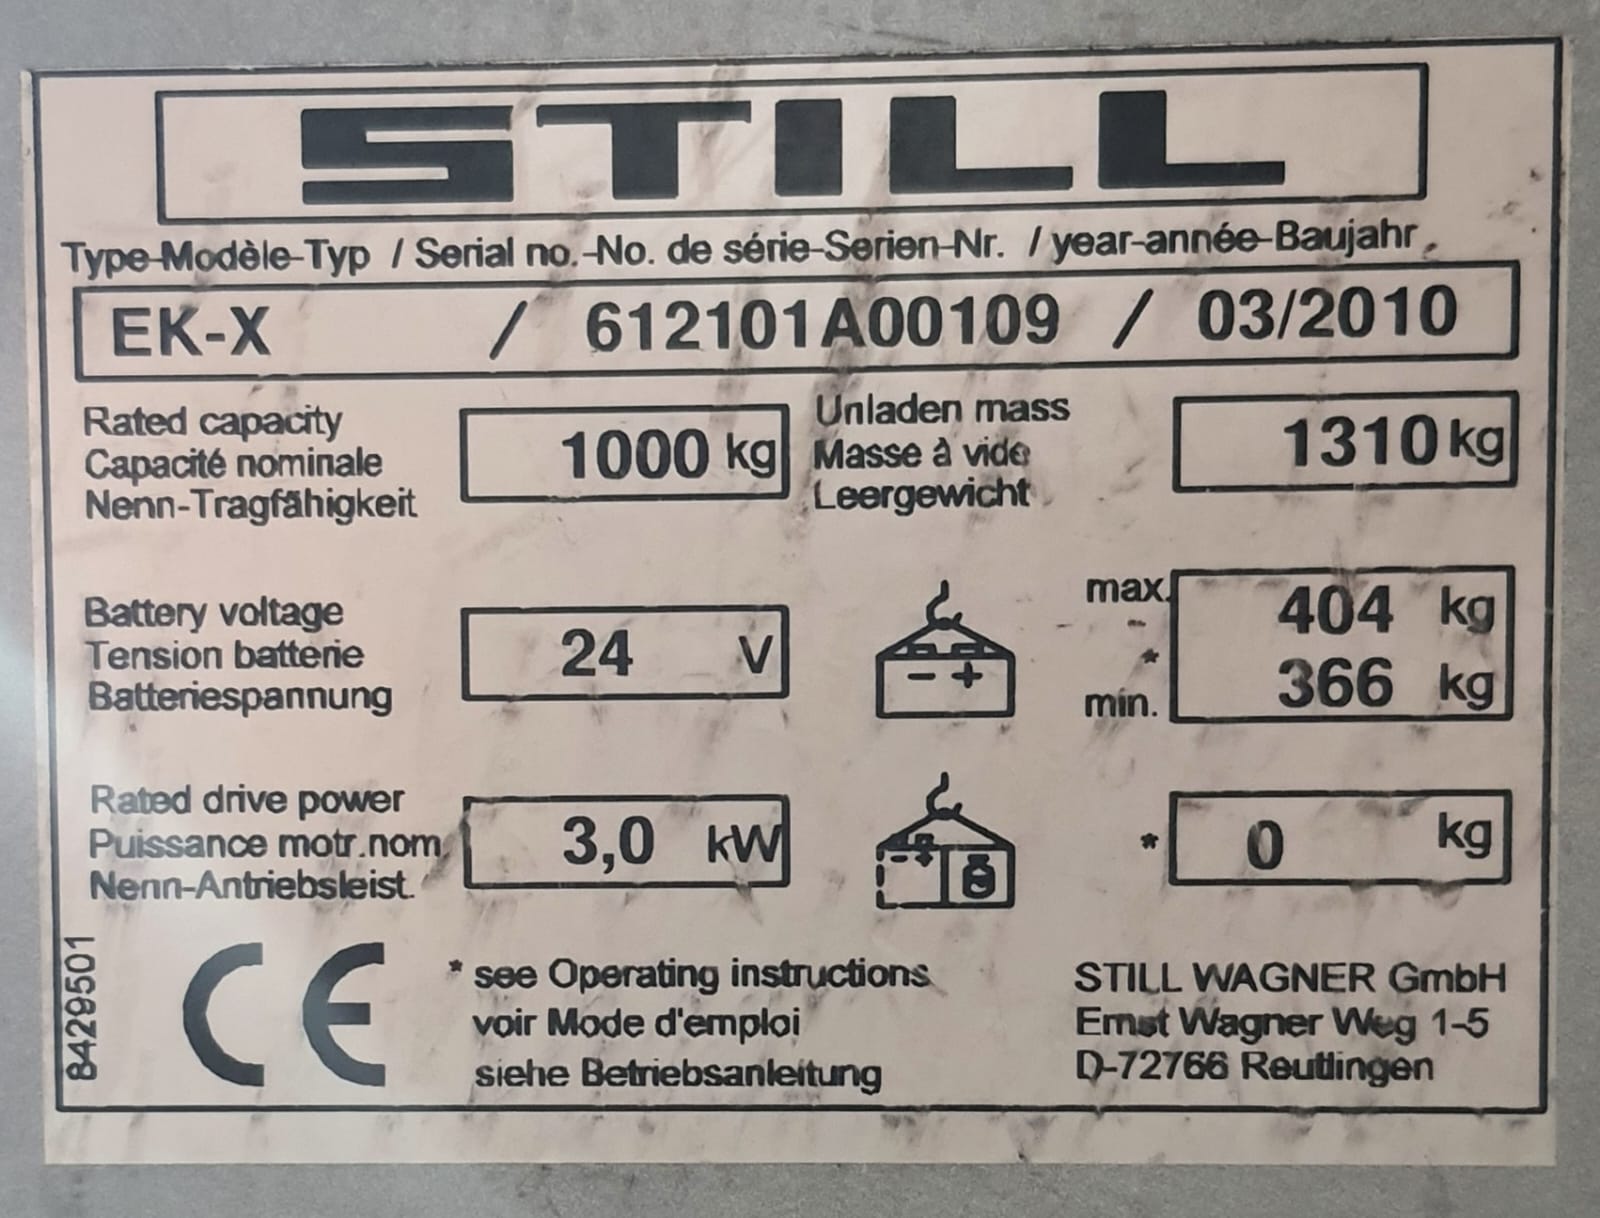 STILL
Type-Modèle-Typ / Serial no.-No. de série-Serien-Nr. / year-année-Baujahr
EK-X / 612101A00109 / 03/2010
Rated capacity
Capacité nominale
Nenn-Tragfähigkeit
1000 kg
Unladen mass
Masse à vide
Leergewicht
1310 kg
Battery voltage
Tension batterie
Batteriespannung
24 V
- +
max. 404 kg
*
min. 366 kg
Rated drive power
Puissance motr.nom.
Nenn-Antriebsleist.
3,0 kW
- +
* 0 kg
8429501
CE
* see Operating instructions
voir Mode d'emploi
siehe Betriebsanleitung
STILL WAGNER GmbH
Ernst Wagner Weg 1-5
D-72766 Reutlingen